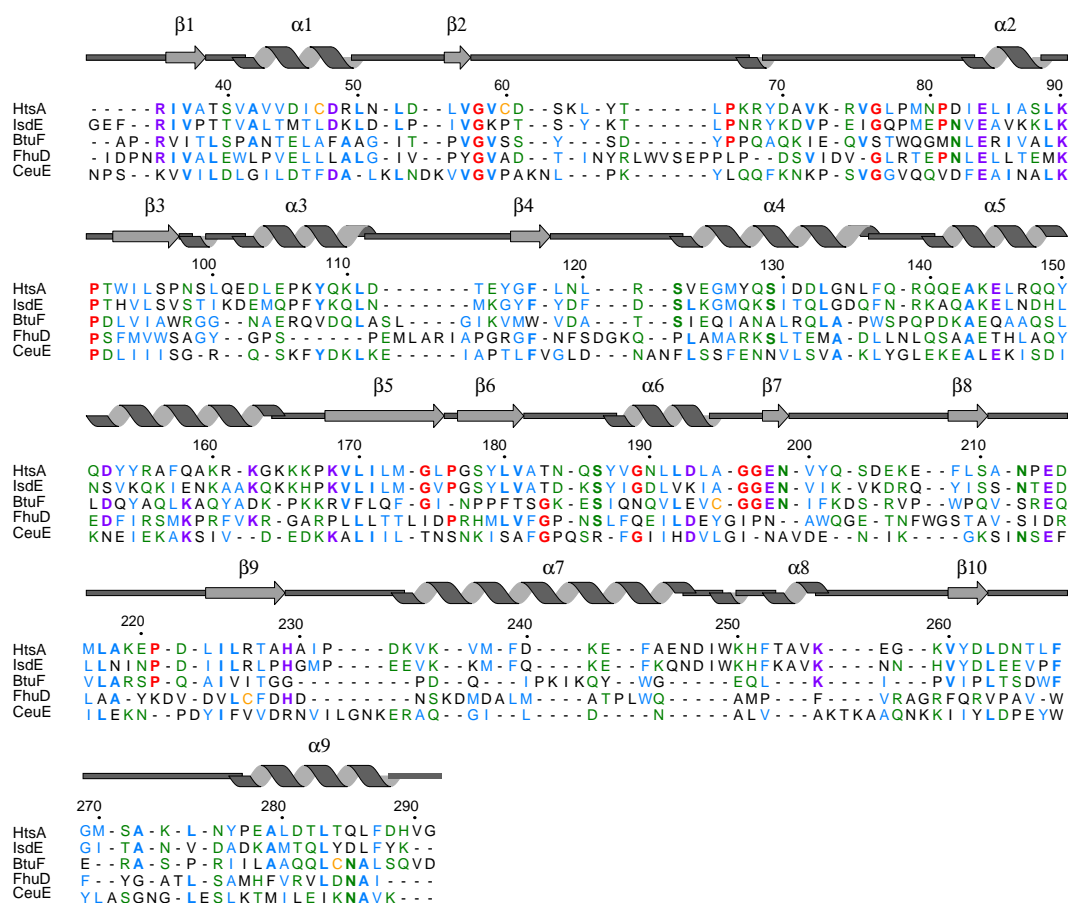 β1 α1 β2 α2
40 50 60 70 80 90
HtsA -----RIVATSVAVVDICDRLN-LD--LVGVCD--SKL-YT------LPKRYDAVK-RVGLPMNPDIELIASLK
IsdE GEF--RIVPTTVALTMTLDKLD-LP--IVGKPT--S-Y-KT------LPNRYKDVP-EIGQPMEPNVEAVKKLK
BtuF --AP-RVITLSPANTELAFAAG-IT--PVGVSS---Y--SD------YPPQAQKIE-QVSTWQGMNLERIVALK
FhuD -IDPNRIVALEWLPVELLLALG-IV--PYGVAD--T-INYRLWVSEPPLP--DSVIDV-GLRTEPNLELLTEMK
CeuE NPS--KVVILDLGILDTFDA-LKLNDKVVGVPAKNL---PK-----YLQQFKNKP-SVGGVQQVDFEAINALK
β3 α3 β4 α4 α5
100 110 120 130 140 150
HtsA PTWILSPNSLQEDLEPKYQKLD------TEYGF-LYDF---R--SVEGMYQSIDDLGNLFQ-RQQEAKELRQQY
IsdE PTHVLSVSTIKDEMQPFYKQLN------MKGYF-YDF---D--SLKGMQKSITQLGDQFN-RKAQAKELNDHL
BtuF PDLVIAWRGG--NAERQVDQLASL---GIKVMW-VDA--T--SIEQIANALRQLA-PWSPQPDKAEQAAQSL
FhuD PSFMVWSAGY--GPS----PEMLARIAPGRGF-NFSDGKQ--PLAMARKSLTEMA-DLLNLQSAAETHLAQY
CeuE PDLIIISG-R--Q-SKFYDKLKE-----IAPTLFVGLD--NANFLSSFENNVLSVA-KLYGLEKEALEKISDI
β5 β6 α6 β7 β8
160 170 180 190 200 210
HtsA QDYYRAFQAKR-KGKKKPKVLILM-GLPGSYLVATN-QSYVGNLLDLA-GGEN-VYQ-SDEKE--FLSA-NPED
IsdE NSVKQKIENKAAKQKKHPKVLILM-GVPGSYLVATD-KSYIGDLVKIA-GGEN-VIK-VKDRQ--YISS-NTED
BtuF LDQYAQLKAQYADK-PKKRVFLQF-GI-NPPFTSGK-ESIQNQVLEVC-GGEN-IFKDS-RVP--WPQV-SREQ
FhuD EDFIRSMKPRFVKR-GARPLLLTTLIDPRHMLVFGP-NSLFQEILDEYGIPN--AWQGE-TNFWGSTAV-SIDR
CeuE KNEIEKAKSIV--D-EDKKALIIL-TNSNKISAFGPQSR-FGIIHDVLGI-NAVDE--N-IK---GKSINSEF
β9 α7 α8 β10
220 230 240 250 260
HtsA MLAKEP-D-LILRTAHAIP---DKVK--VM-FD---KE--FAENDIWKHFTAVK---EG--KVYDLDNTLF
IsdE LLNINP-D-IILRLPHGMP---EEVK--KM-FQ---KE--FKQNDIWKHFKAVK---NN--HVYDLEEVPF
BtuF VLARSP-QAIVITGG------PD--Q---IPKIKQY--WG----EQL---K---I---P--VIPLTSDWF
FhuD LAA-YKDV-DVLCFDHD----NSKDMDALM---ATPLWQ----AMP---F---VRAGRFQRVPAV-W
CeuE ILEKN--PDYIFVVDRNVILGNKERAQ--GI--L---D--N---ALV--AKTKAAQNKKIIYLDPEYW
α9
270 280 290
HtsA GM-SA-K-L-NYPEALDTLTQLFDHVG
IsdE GI-TA-N-V-DADKAMTQLYDLFYK--
BtuF E--RA-S-P-RIILAAQQLCNALSQVD
FhuD F--YG-ATL-SAMHFVRVLDNAI----
CeuE YLASGNG-LESLKTMILEIKNAVK---